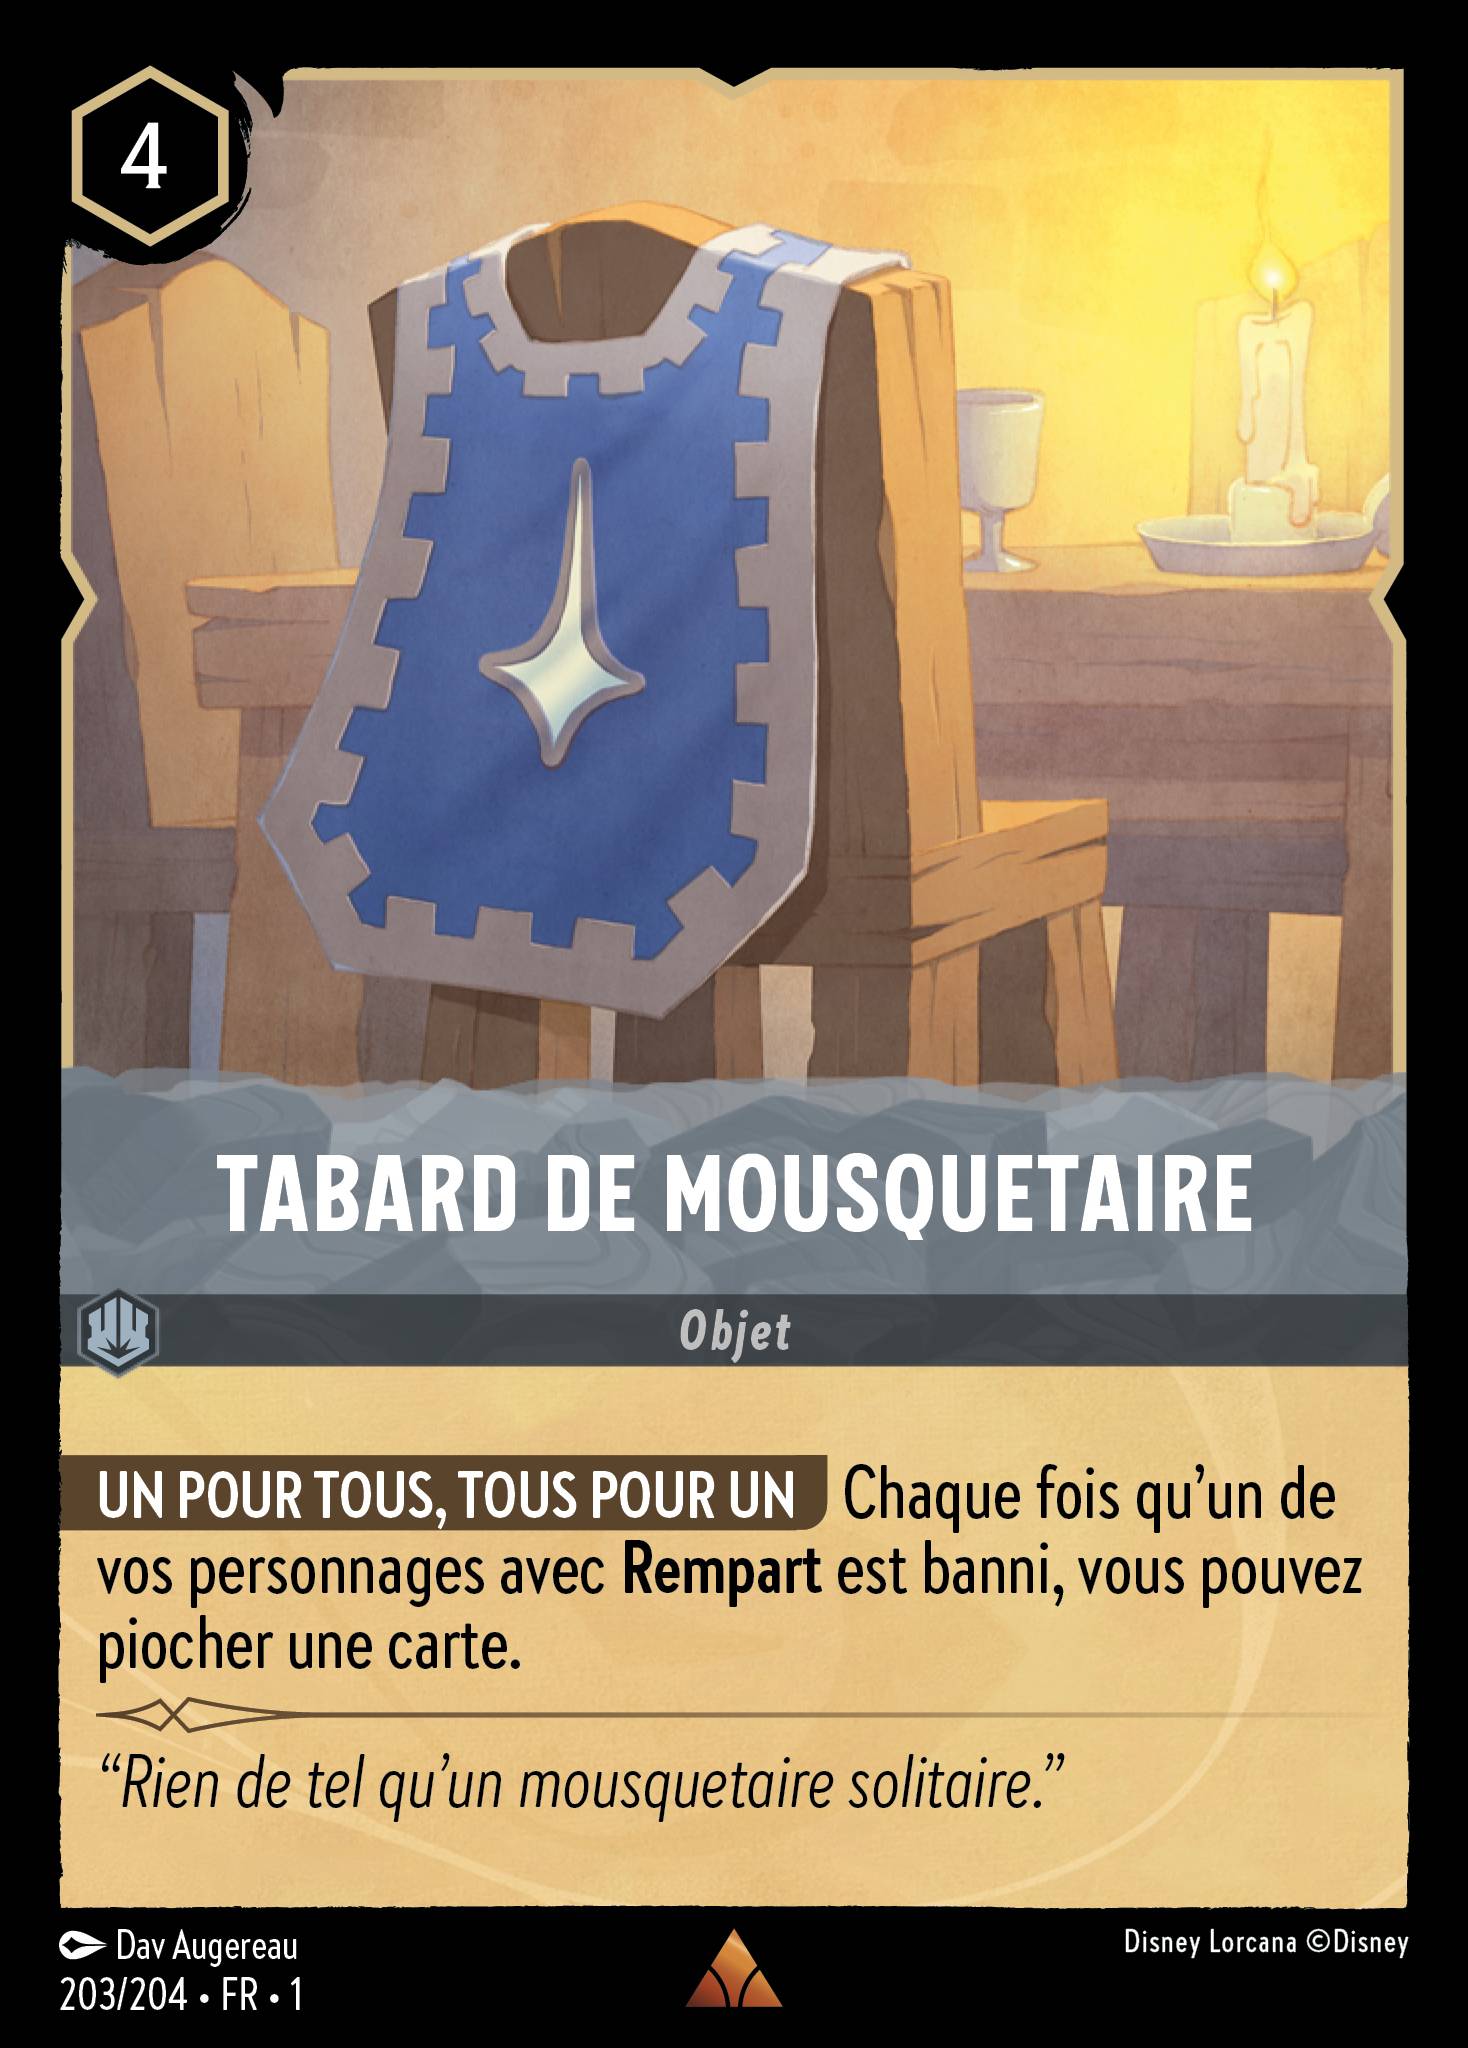 4
TABARD DE MOUSQUETAIRE
Objet
UN POUR TOUS, TOUS POUR UN Chaque fois qu’un de
vos personnages avec Rempart est banni, vous pouvez
piocher une carte.
“Rien de tel qu’un mousquetaire solitaire.”
Dav Augereau
Disney Lorcana ©Disney
203/204 • FR • 1